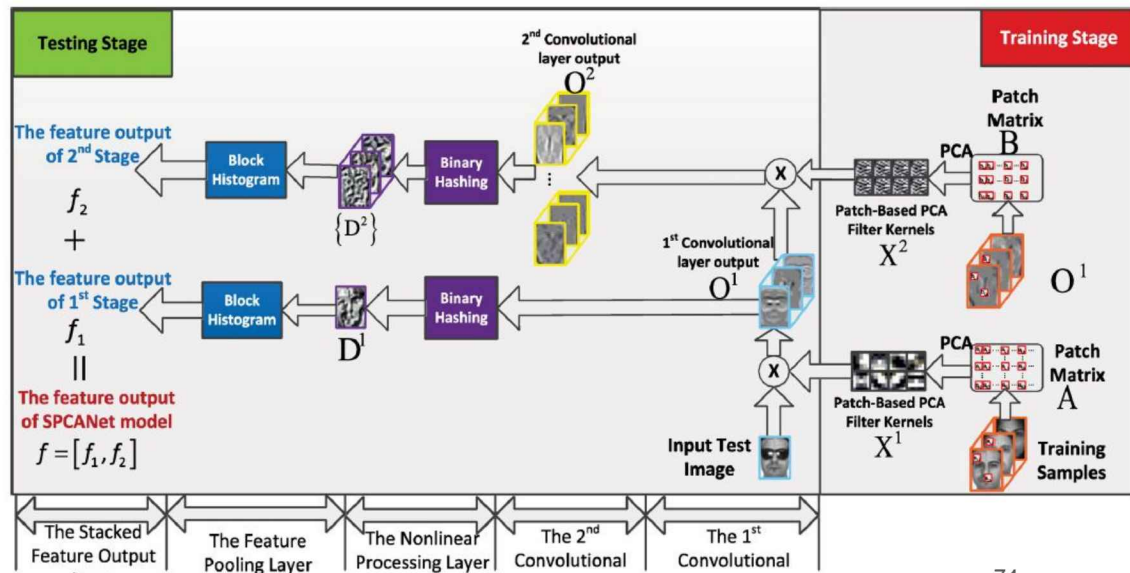 Testing Stage
Training Stage
2nd Convolutional
layer output
O²
The feature output
of 2nd Stage
f₂
+
Block
Histogram
{D²}
Binary
Hashing
⋮
X
Patch-Based PCA
Filter Kernels
X²
PCA
Patch
Matrix
B
O¹
1st Convolutional
layer output
O¹
The feature output
of 1st Stage
f₁
||
Block
Histogram
D¹
Binary
Hashing
X
Patch-Based PCA
Filter Kernels
X¹
PCA
Patch
Matrix
A
Training
Samples
The feature output
of SPCANet model
f = [f₁, f₂]
Input Test
Image
The Stacked
Feature Output
The Feature
Pooling Layer
The Nonlinear
Processing Layer
The 2nd
Convolutional
The 1st
Convolutional